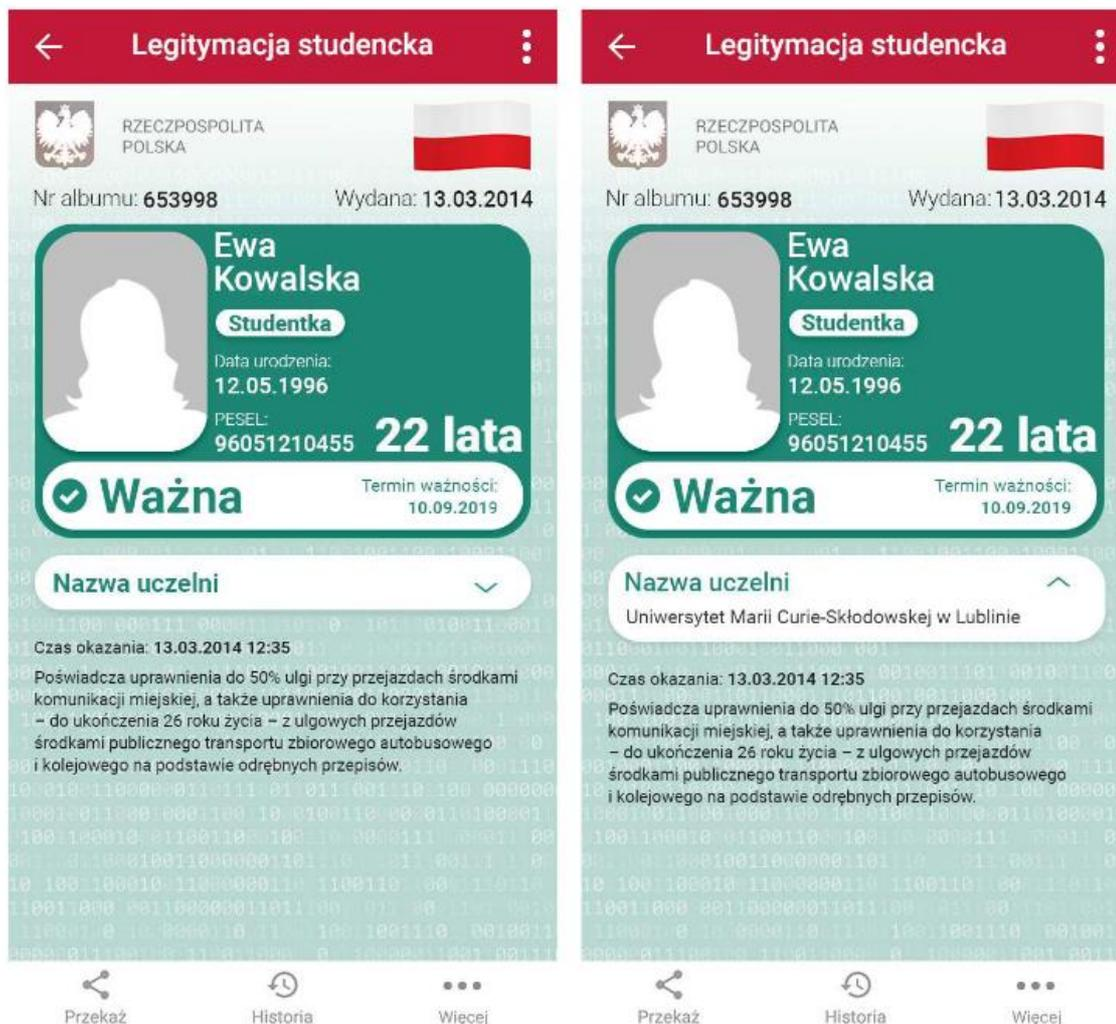 Legitymacja studencka
RZECZPOSPOLITA
POLSKA
Nr albumu: 653998
Wydana: 13.03.2014
Ewa
Kowalska
Studentka
Data urodzenia:
12.05.1996
PESEL:
96051210455
22 lata
Ważna
Termin ważności:
10.09.2019
Nazwa uczelni
Czas okazania: 13.03.2014 12:35
Poświadcza uprawnienia do 50% ulgi przy przejazdach środkami
komunikacji miejskiej, a także uprawnienia do korzystania
– do ukończenia 26 roku życia – z ulgowych przejazdów
środkami publicznego transportu zbiorowego autobusowego
i kolejowego na podstawie odrębnych przepisów.
Przekaż
Historia
Więcej
Legitymacja studencka
RZECZPOSPOLITA
POLSKA
Nr albumu: 653998
Wydana: 13.03.2014
Ewa
Kowalska
Studentka
Data urodzenia:
12.05.1996
PESEL:
96051210455
22 lata
Ważna
Termin ważności:
10.09.2019
Nazwa uczelni
Uniwersytet Marii Curie-Skłodowskej w Lublinie
Czas okazania: 13.03.2014 12:35
Poświadcza uprawnienia do 50% ulgi przy przejazdach środkami
komunikacji miejskiej, a także uprawnienia do korzystania
– do ukończenia 26 roku życia – z ulgowych przejazdów
środkami publicznego transportu zbiorowego autobusowego
i kolejowego na podstawie odrębnych przepisów.
Przekaż
Historia
Więcej